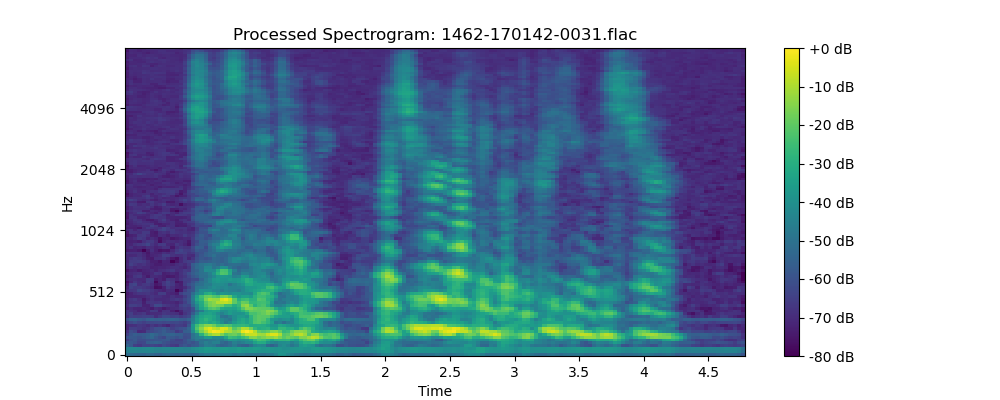 Processed Spectrogram: 1462-170142-0031.flac
Hz
4096
2048
1024
512
0
0 0.5 1 1.5 2 2.5 3 3.5 4 4.5
Time
+0 dB
-10 dB
-20 dB
-30 dB
-40 dB
-50 dB
-60 dB
-70 dB
-80 dB